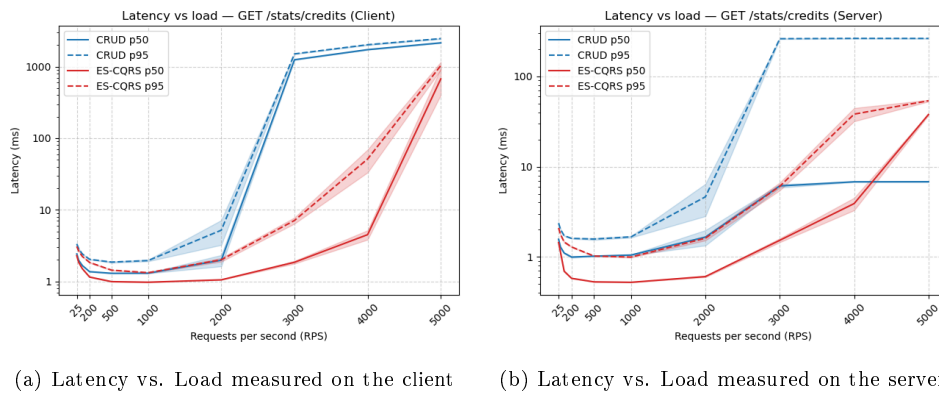 Latency vs load — GET /stats/credits (Client)
CRUD p50
CRUD p95
ES-CQRS p50
ES-CQRS p95
Latency (ms)
1000
100
10
1
25
200
500
1000
2000
3000
4000
5000
Requests per second (RPS)
(a) Latency vs. Load measured on the client
Latency vs load — GET /stats/credits (Server)
CRUD p50
CRUD p95
ES-CQRS p50
ES-CQRS p95
Latency (ms)
100
10
1
25
200
500
1000
2000
3000
4000
5000
Requests per second (RPS)
(b) Latency vs. Load measured on the server